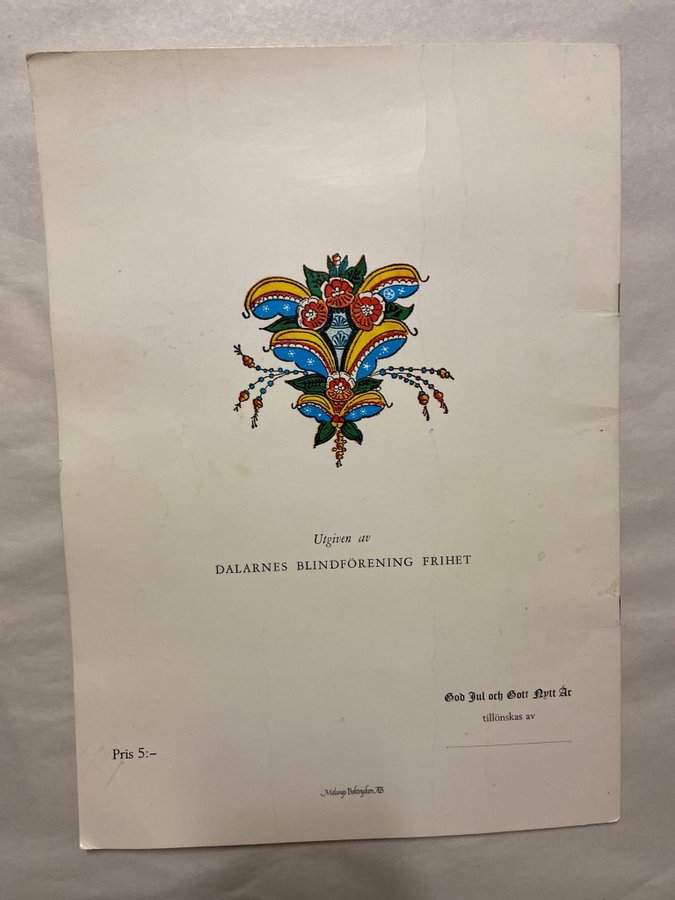 Utgiven av
DALARNES BLINDFÖRENING FRIHET
God Jul och Gott Nytt År
tillönskas av
Pris 5:–
Malungs Boktryckeri AB